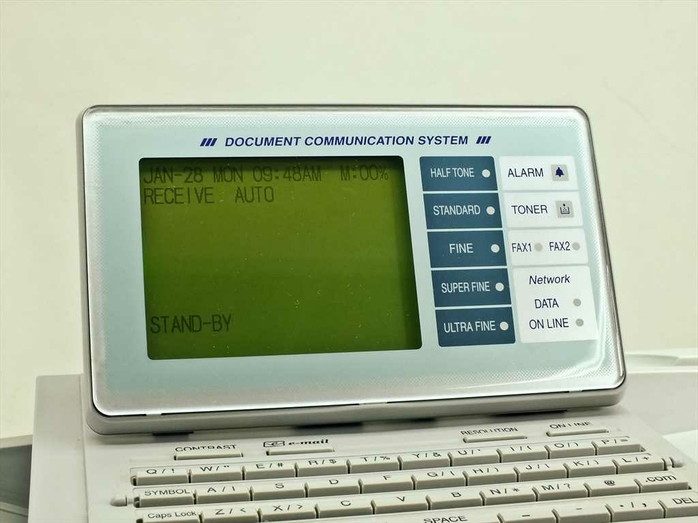 DOCUMENT COMMUNICATION SYSTEM
JAN-28 MON 09:48AM M:00%
RECEIVE AUTO
STAND-BY
HALF TONE
STANDARD
FINE
SUPER FINE
ULTRA FINE
ALARM
TONER
FAX1 FAX2
Network
DATA
ON LINE
CONTRAST e-mail RESOLUTION ON LINE
Q/! W/" E/# R/$ T/% Y/& U/' I/( O/) P/=
SYMBOL A/| S D F G/[ H/] J/{ K/} L/+
Caps Lock Z/< X/> C V B N/* M/? @ .com
SPACE DEL